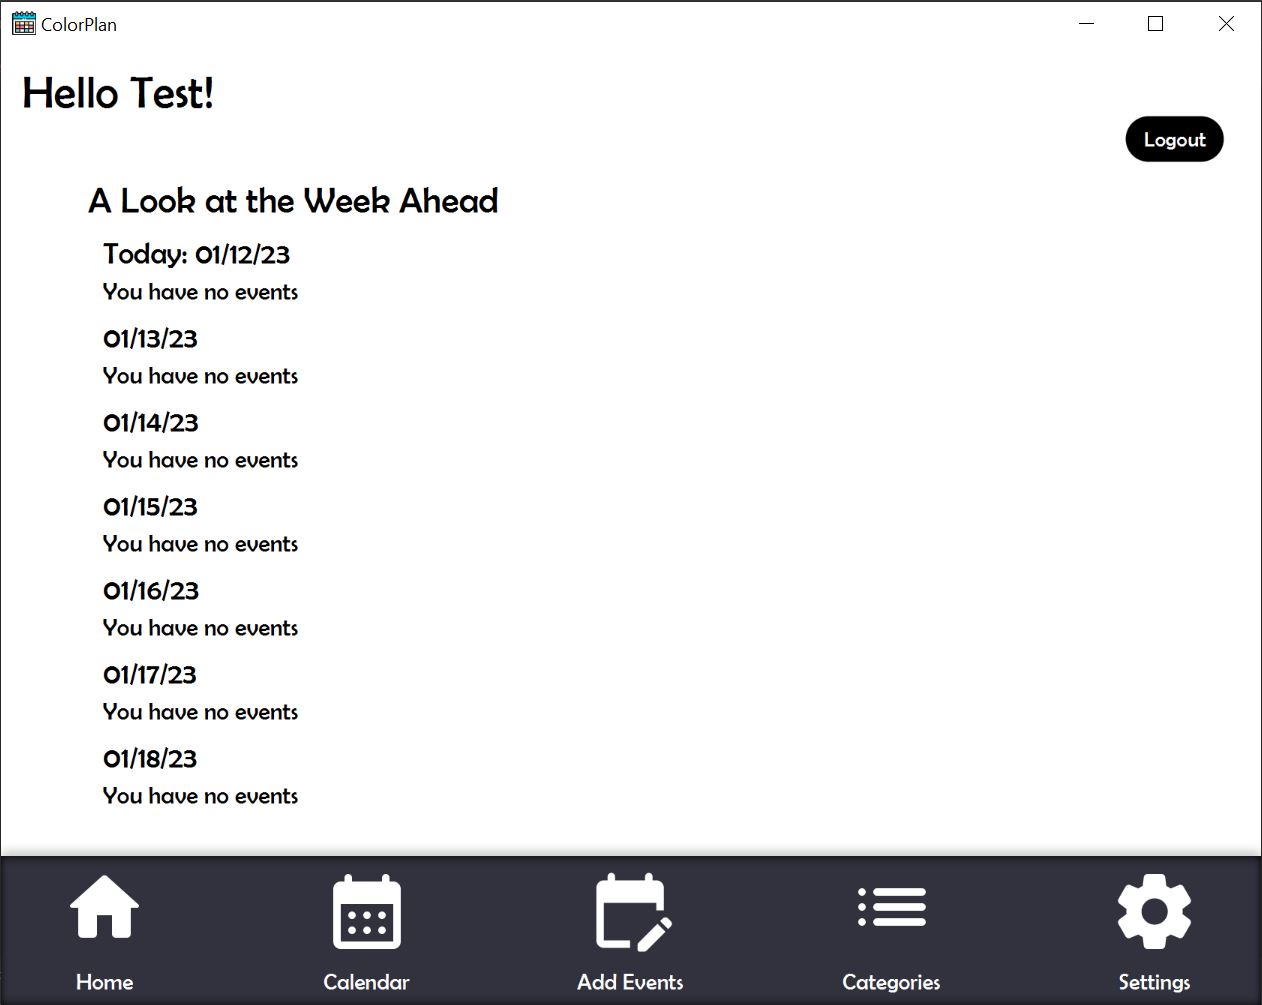 ColorPlan
Hello Test!
Logout
A Look at the Week Ahead
Today: 01/12/23
You have no events
01/13/23
You have no events
01/14/23
You have no events
01/15/23
You have no events
01/16/23
You have no events
01/17/23
You have no events
01/18/23
You have no events
Home
Calendar
Add Events
Categories
Settings